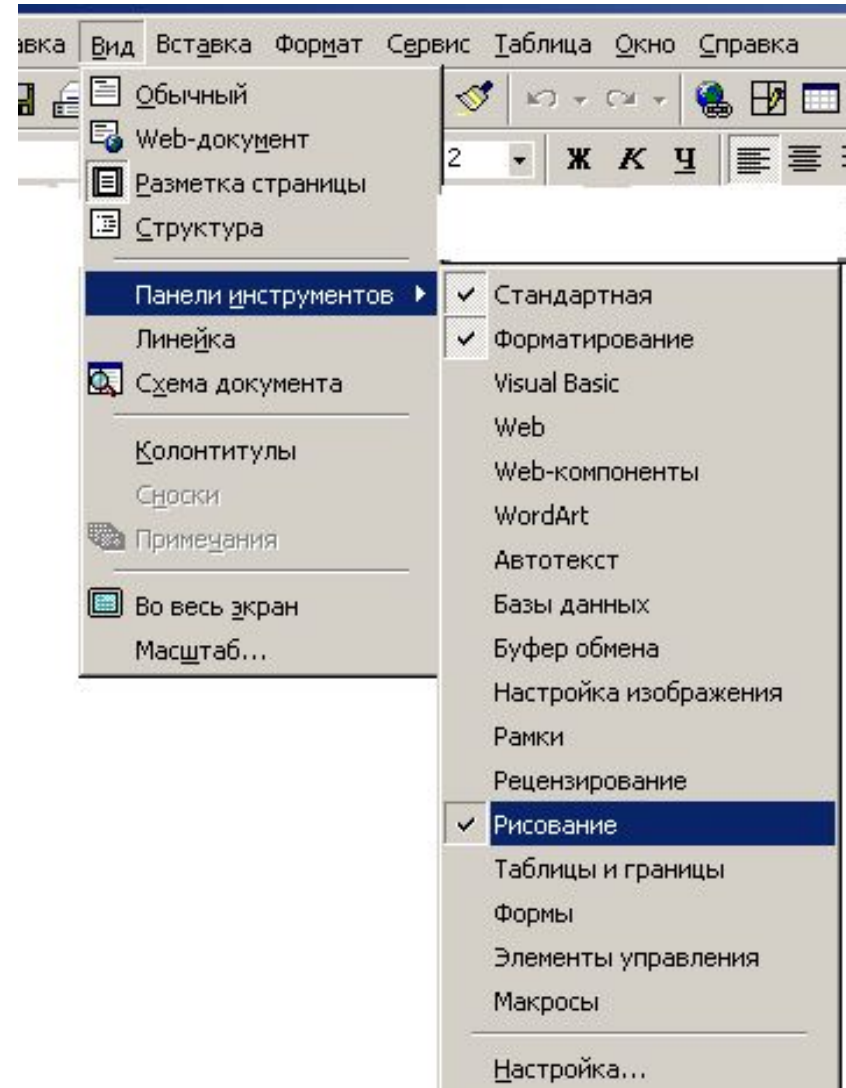 авка Вид Вставка Формат Сервис Таблица Окно Справка
Обычный
Web-документ
2 Ж К Ч
Разметка страницы
Структура
Панели инструментов
Линейка
Схема документа
Колонтитулы
Сноски
Примечания
Во весь экран
Масштаб...
Стандартная
Форматирование
Visual Basic
Web
Web-компоненты
WordArt
Автотекст
Базы данных
Буфер обмена
Настройка изображения
Рамки
Рецензирование
Рисование
Таблицы и границы
Формы
Элементы управления
Макросы
Настройка...